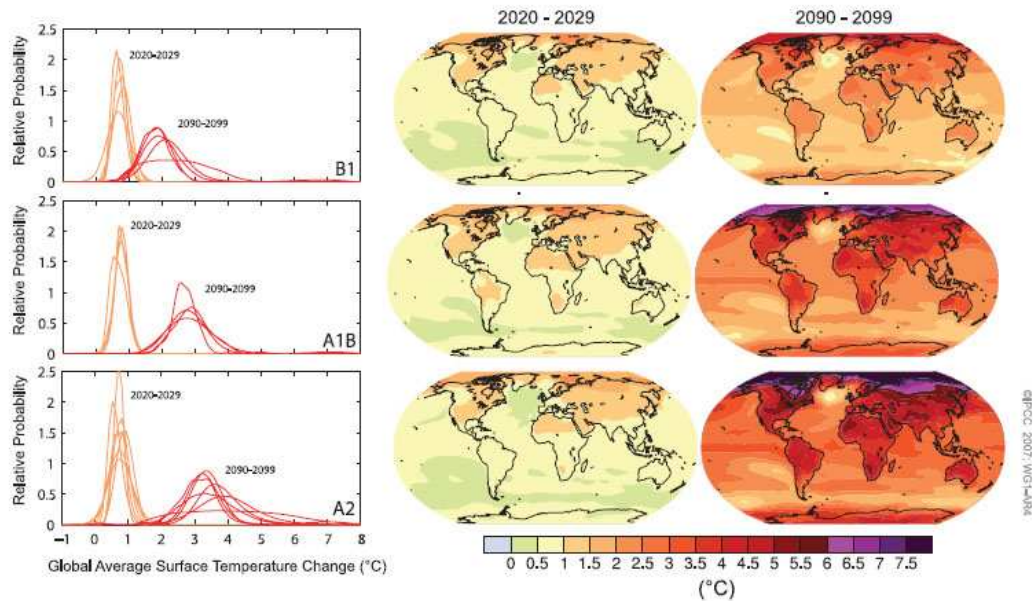 2020 - 2029
2090 - 2099
2.5
2
1.5
1
0.5
0
Relative Probability
2020-2029
2090-2099
B1
2.5
2
1.5
1
0.5
0
Relative Probability
2020-2029
2090-2099
A1B
2.5
2
1.5
1
0.5
0
Relative Probability
2020-2029
2090-2099
A2
−1 0 1 2 3 4 5 6 7 8
Global Average Surface Temperature Change (°C)
0 0.5 1 1.5 2 2.5 3 3.5 4 4.5 5 5.5 6 6.5 7 7.5
(°C)
©IPCC 2007: WG1-AR4